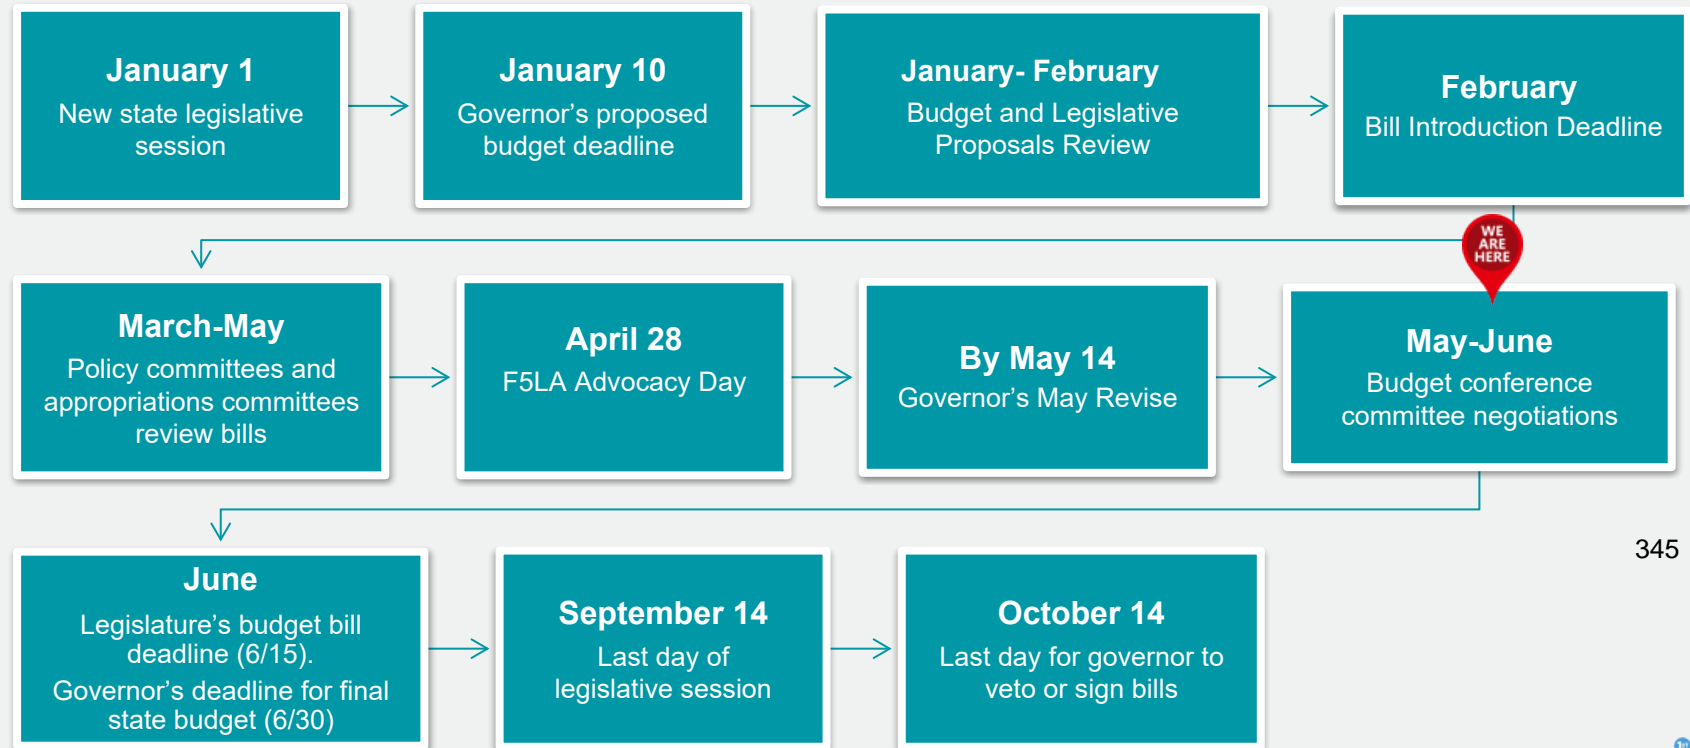 January 1
New state legislative
session
January 10
Governor’s proposed
budget deadline
January- February
Budget and Legislative
Proposals Review
February
Bill Introduction Deadline
WE
ARE
HERE
March-May
Policy committees and
appropriations committees
review bills
April 28
F5LA Advocacy Day
By May 14
Governor’s May Revise
May-June
Budget conference
committee negotiations
June
Legislature’s budget bill
deadline (6/15).
Governor’s deadline for final
state budget (6/30)
September 14
Last day of
legislative session
October 14
Last day for governor to
veto or sign bills
345